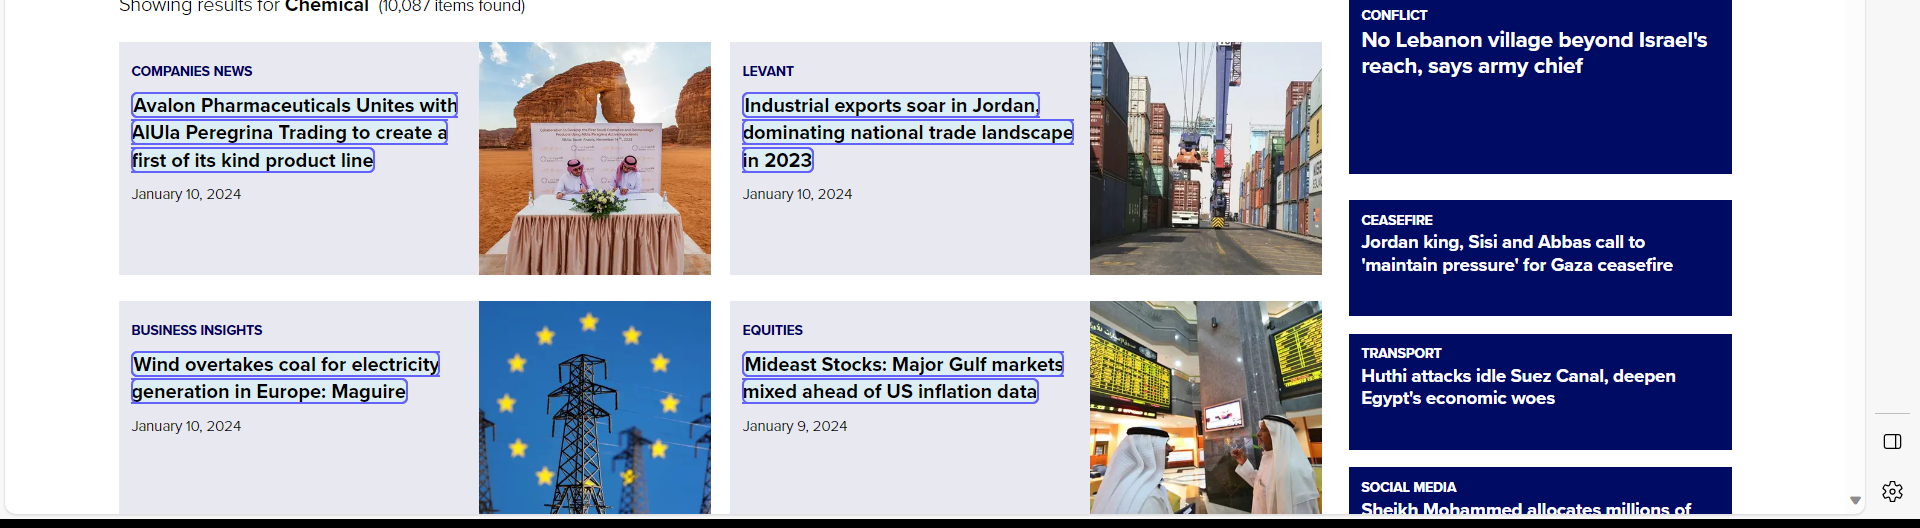 Showing results for Chemical (10,087 items found)
COMPANIES NEWS
Avalon Pharmaceuticals Unites with
AlUla Peregrina Trading to create a
first of its kind product line
January 10, 2024
LEVANT
Industrial exports soar in Jordan,
dominating national trade landscape
in 2023
January 10, 2024
BUSINESS INSIGHTS
Wind overtakes coal for electricity
generation in Europe: Maguire
January 10, 2024
EQUITIES
Mideast Stocks: Major Gulf markets
mixed ahead of US inflation data
January 9, 2024
CONFLICT
No Lebanon village beyond Israel's
reach, says army chief
CEASEFIRE
Jordan king, Sisi and Abbas call to
'maintain pressure' for Gaza ceasefire
TRANSPORT
Huthi attacks idle Suez Canal, deepen
Egypt's economic woes
SOCIAL MEDIA
Sheikh Mohammed allocates millions of